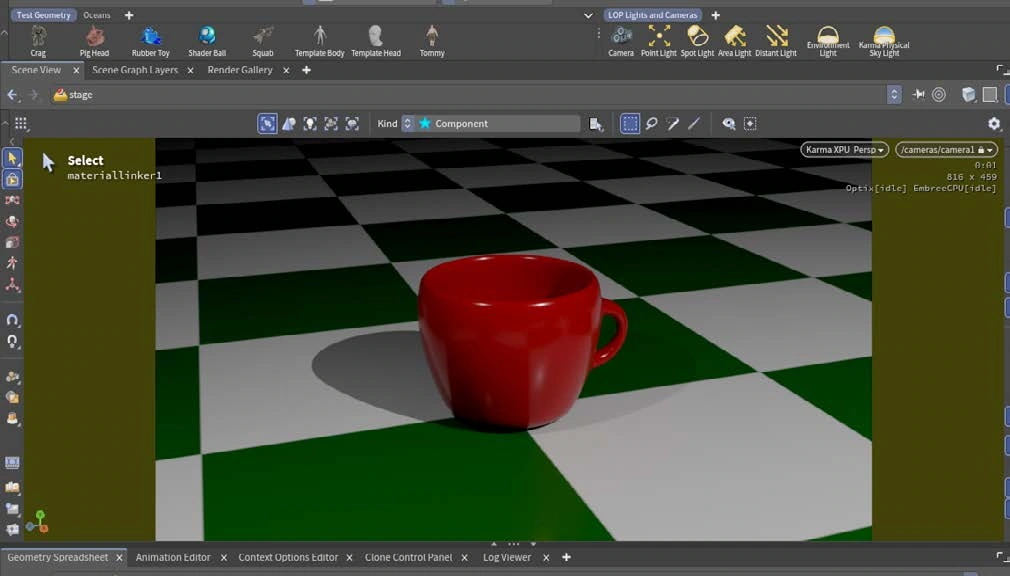 Test Geometry Oceans +
LOP Lights and Cameras +
Crag Pig Head Rubber Toy Shader Ball Squab Template Body Template Head Tommy
Camera Point Light Spot Light Area Light Distant Light Environment Light Karma Physical Sky Light
Scene View × Scene Graph Layers × Render Gallery × +
stage
Kind Component
Select
materiallinker1
Karma XPU Persp
/cameras/camera1
0:01
816 x 459
Optix[idle] EmbreeCPU[idle]
Geometry Spreadsheet × Animation Editor × Context Options Editor × Clone Control Panel × Log Viewer × +